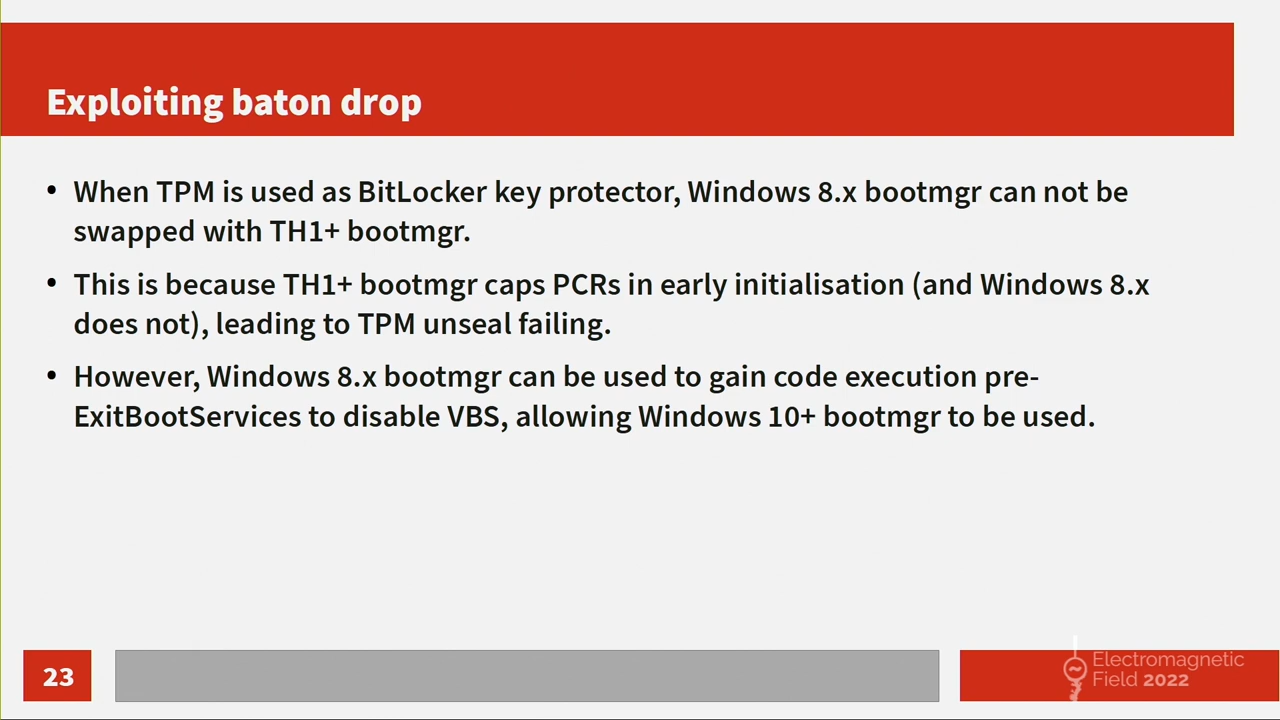 Exploiting baton drop
• When TPM is used as BitLocker key protector, Windows 8.x bootmgr can not be
swapped with TH1+ bootmgr.
• This is because TH1+ bootmgr caps PCRs in early initialisation (and Windows 8.x
does not), leading to TPM unseal failing.
• However, Windows 8.x bootmgr can be used to gain code execution pre-
ExitBootServices to disable VBS, allowing Windows 10+ bootmgr to be used.
23
Electromagnetic
Field 2022